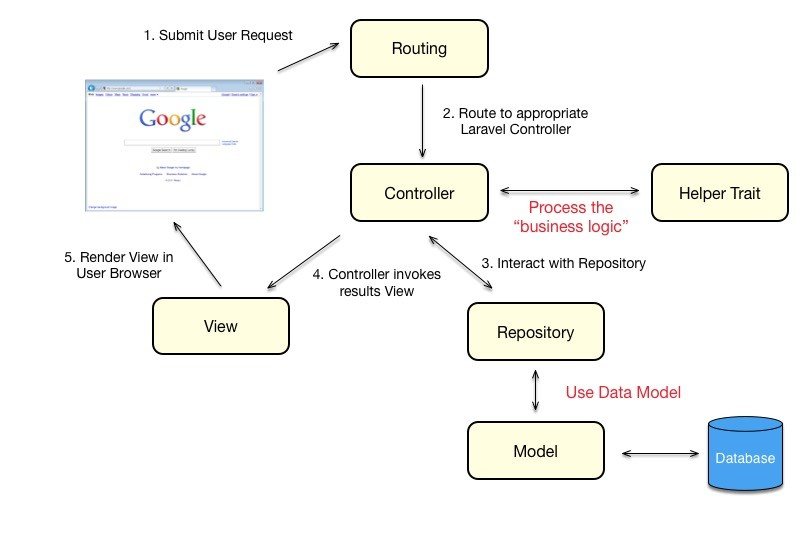 1. Submit User Request
Routing
Google
2. Route to appropriate
Laravel Controller
Controller
Helper Trait
Process the
“business logic”
5. Render View in
User Browser
4. Controller invokes
results View
3. Interact with Repository
View
Repository
Use Data Model
Model
Database